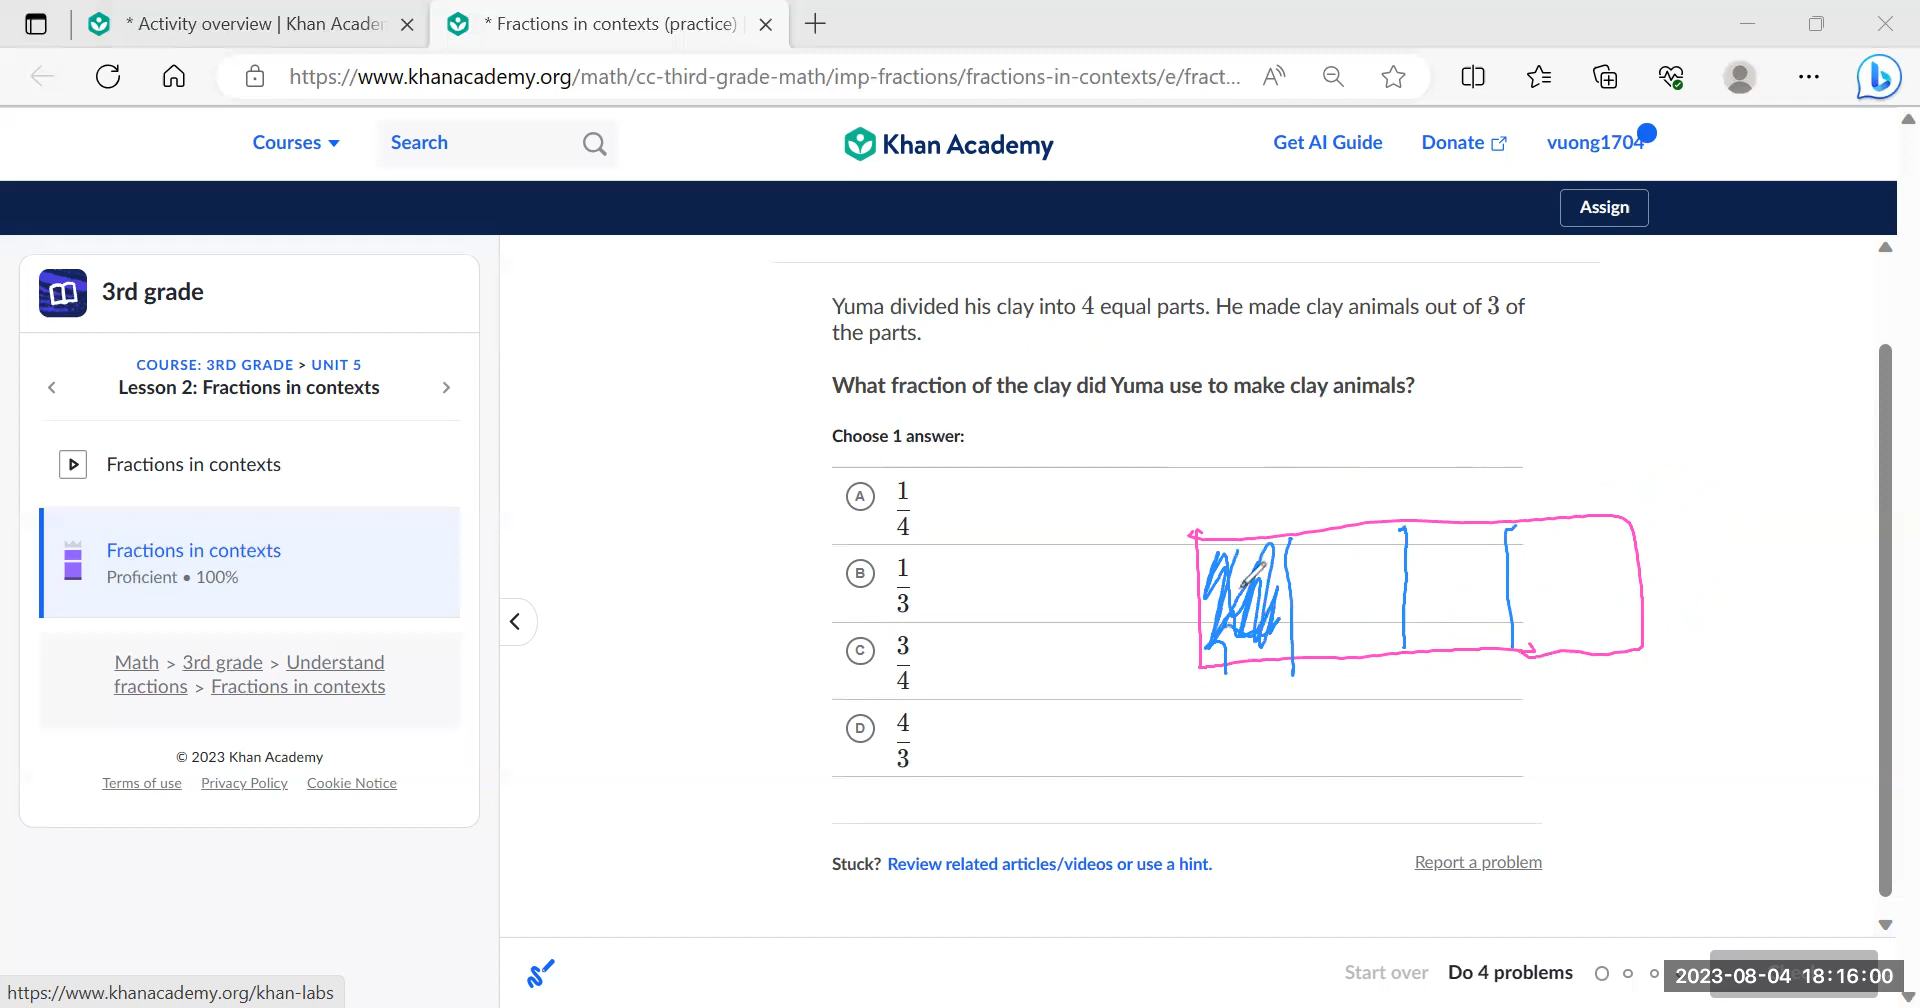 * Activity overview | Khan Acade
* Fractions in contexts (practice)
https://www.khanacademy.org/math/cc-third-grade-math/imp-fractions/fractions-in-contexts/e/fract...
Courses
Search
Khan Academy
Get AI Guide
Donate
vuong1704
Assign
3rd grade
COURSE: 3RD GRADE > UNIT 5
Lesson 2: Fractions in contexts
Fractions in contexts
Fractions in contexts
Proficient • 100%
Math > 3rd grade > Understand
fractions > Fractions in contexts
© 2023 Khan Academy
Terms of use Privacy Policy Cookie Notice
Yuma divided his clay into 4 equal parts. He made clay animals out of 3 of
the parts.
What fraction of the clay did Yuma use to make clay animals?
Choose 1 answer:
A 1/4
B 1/3
C 3/4
D 4/3
Stuck? Review related articles/videos or use a hint.
Report a problem
Start over Do 4 problems
2023-08-04 18:16:00
https://www.khanacademy.org/khan-labs